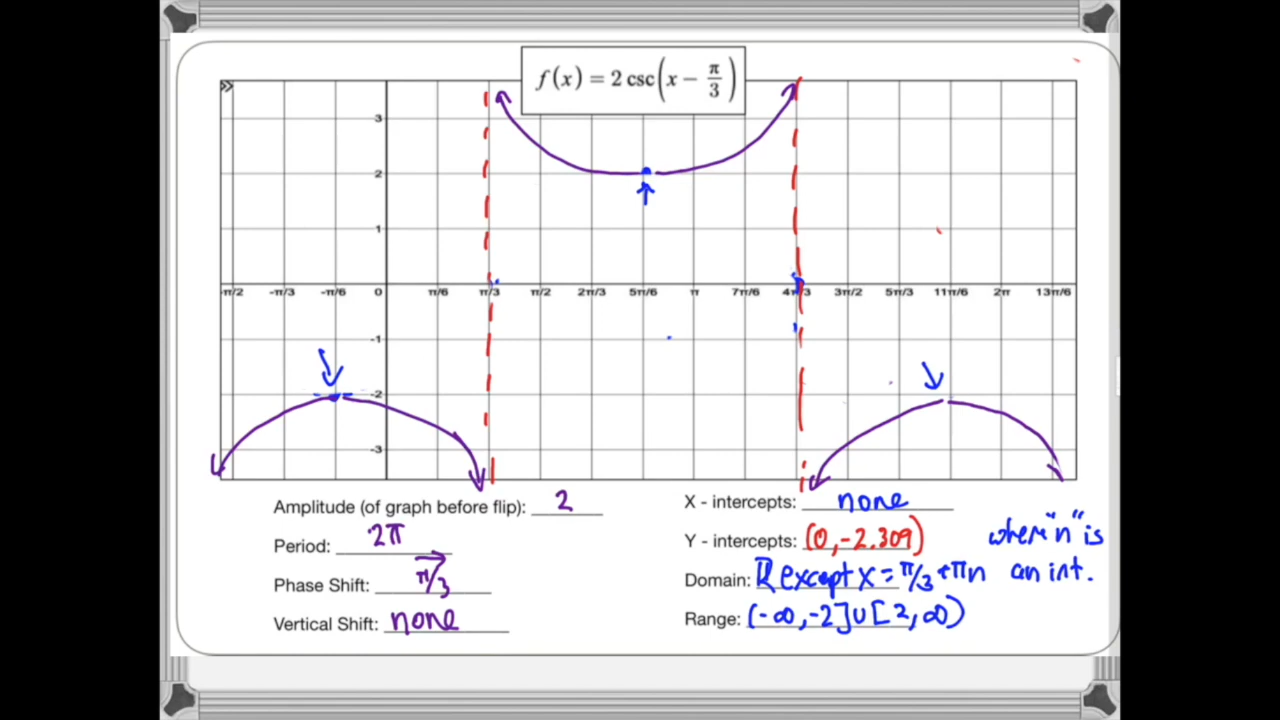 f(x) = 2 csc(x − π/3)
3
2
1
-π/2 -π/3 -π/6 0 π/6 π/3 π/2 2π/3 5π/6 π 7π/6 4π/3 3π/2 5π/3 11π/6 2π 13π/6
-1
-2
-3
Amplitude (of graph before flip): 2
Period: 2π
Phase Shift: π/3
Vertical Shift: none
X - intercepts: none
Y - intercepts: (0, -2.309)
Domain: ℝ except x = π/3 + πn where "n" is
an int.
Range: (-∞, -2] ∪ [2, ∞)